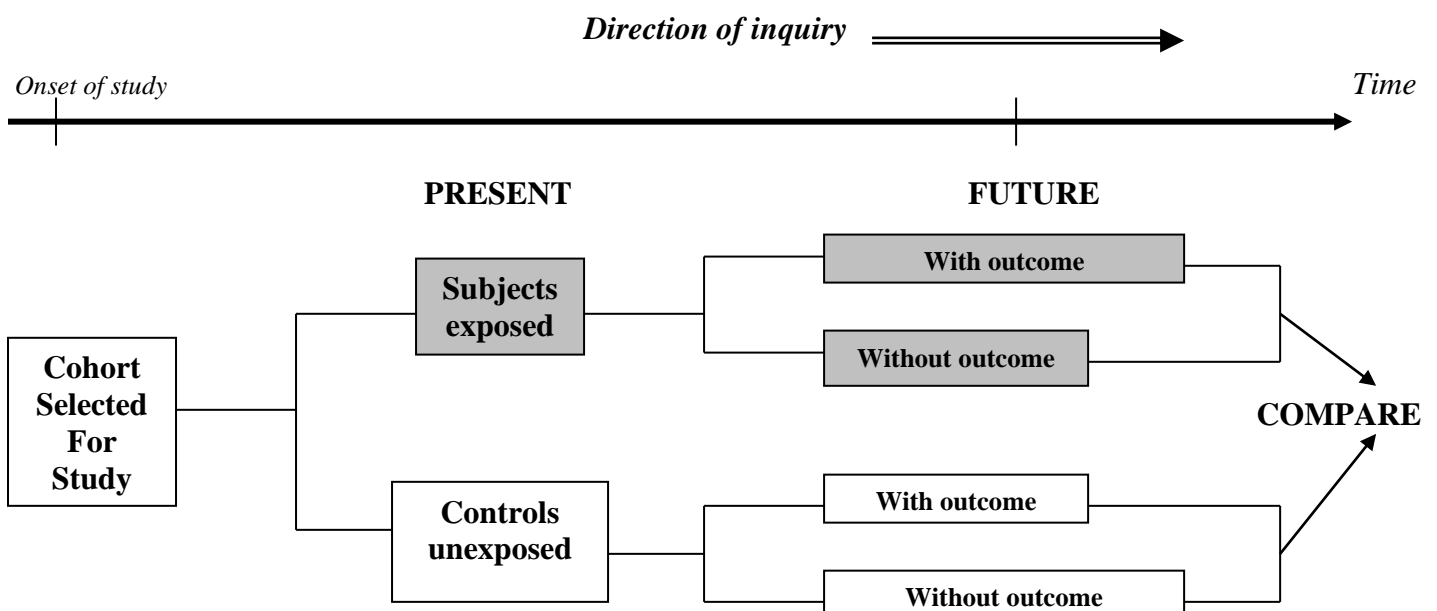 Direction of inquiry
Onset of study
Time
PRESENT
FUTURE
With outcome
Subjects
exposed
Without outcome
Cohort
Selected
For
Study
COMPARE
With outcome
Controls
unexposed
Without outcome